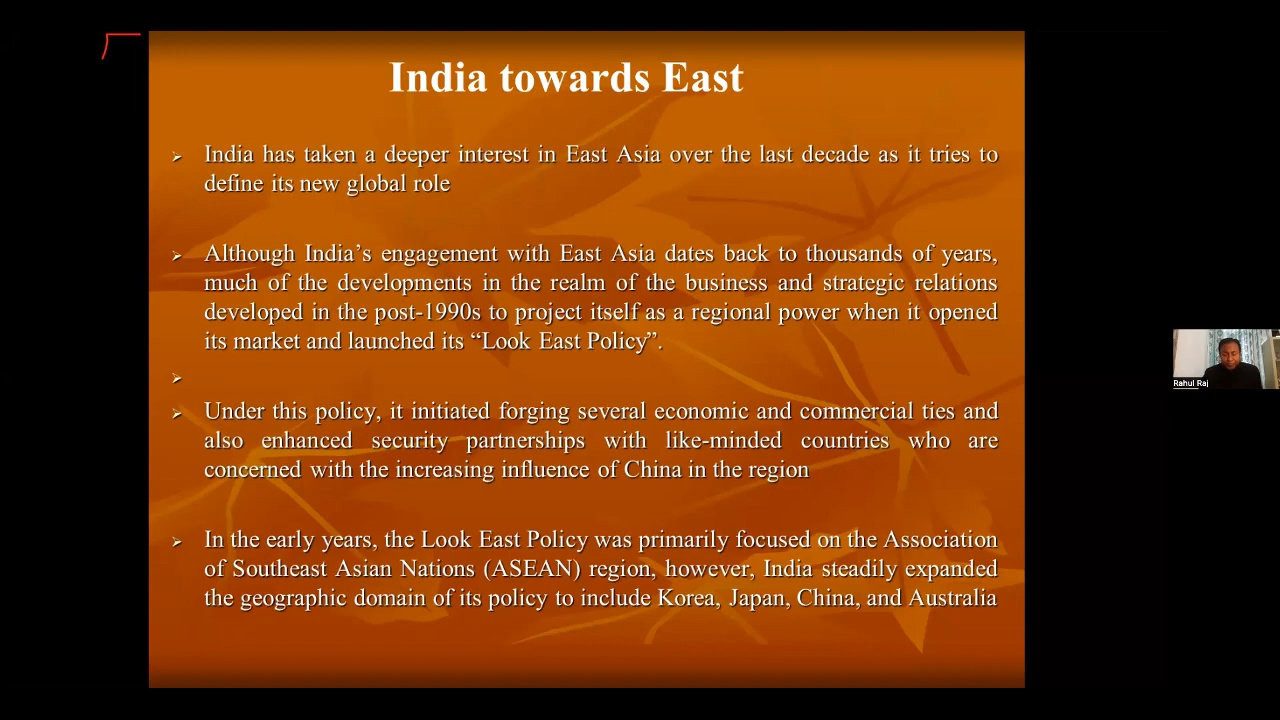 India towards East
India has taken a deeper interest in East Asia over the last decade as it tries to
define its new global role
Although India’s engagement with East Asia dates back to thousands of years,
much of the developments in the realm of the business and strategic relations
developed in the post-1990s to project itself as a regional power when it opened
its market and launched its “Look East Policy”.
Under this policy, it initiated forging several economic and commercial ties and
also enhanced security partnerships with like-minded countries who are
concerned with the increasing influence of China in the region
In the early years, the Look East Policy was primarily focused on the Association
of Southeast Asian Nations (ASEAN) region, however, India steadily expanded
the geographic domain of its policy to include Korea, Japan, China, and Australia
Rahul Raj